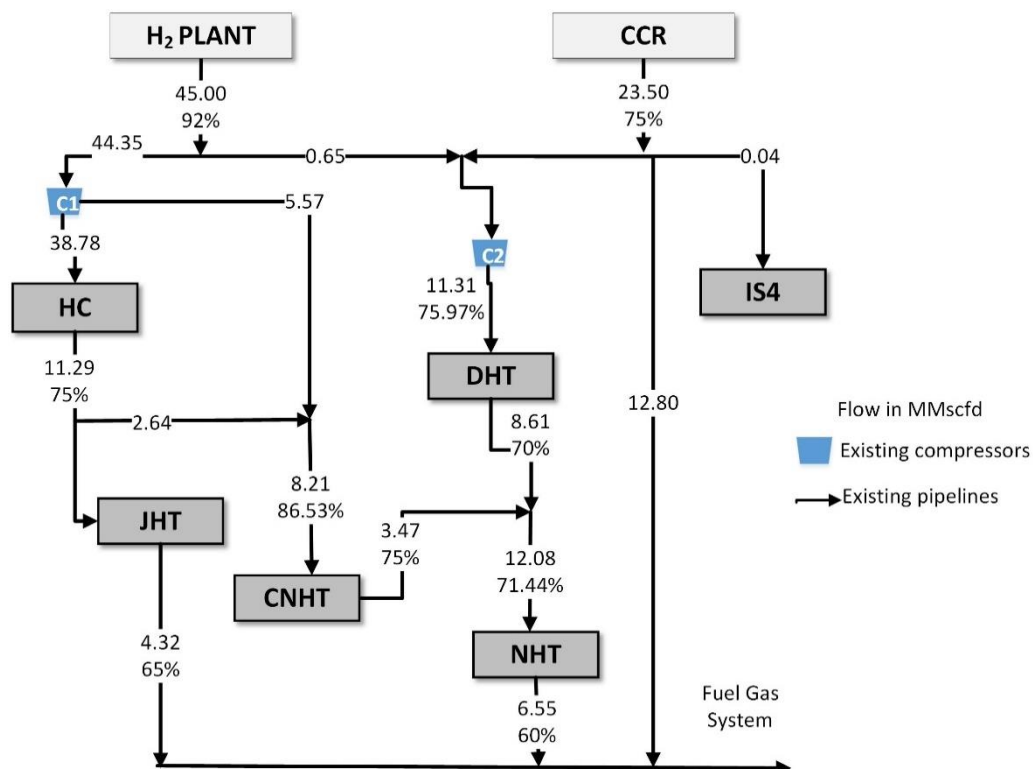 H₂ PLANT
CCR
45.00
92%
23.50
75%
44.35
0.65
0.04
C1
5.57
38.78
C2
HC
11.31
75.97%
IS4
11.29
75%
DHT
12.80
Flow in MMscfd
2.64
8.61
70%
Existing compressors
8.21
86.53%
Existing pipelines
JHT
3.47
75%
12.08
71.44%
CNHT
4.32
65%
NHT
6.55
60%
Fuel Gas
System